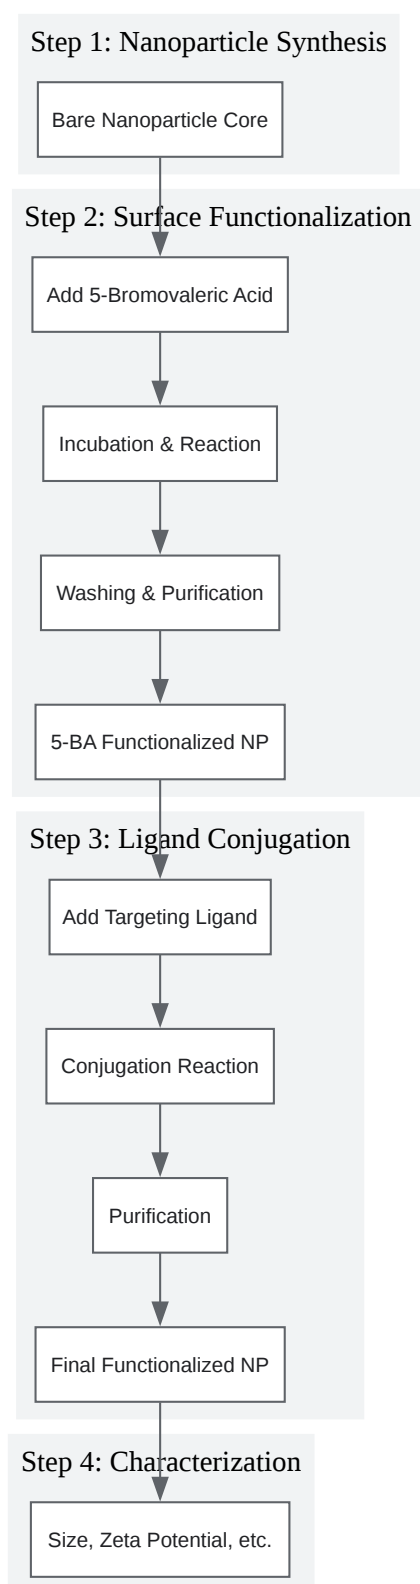 Step 1: Nanoparticle Synthesis
Bare Nanoparticle Core
Step 2: Surface Functionalization
Add 5-Bromovaleric Acid
Incubation & Reaction
Washing & Purification
5-BA Functionalized NP
Step 3: Ligand Conjugation
Add Targeting Ligand
Conjugation Reaction
Purification
Final Functionalized NP
Step 4: Characterization
Size, Zeta Potential, etc.